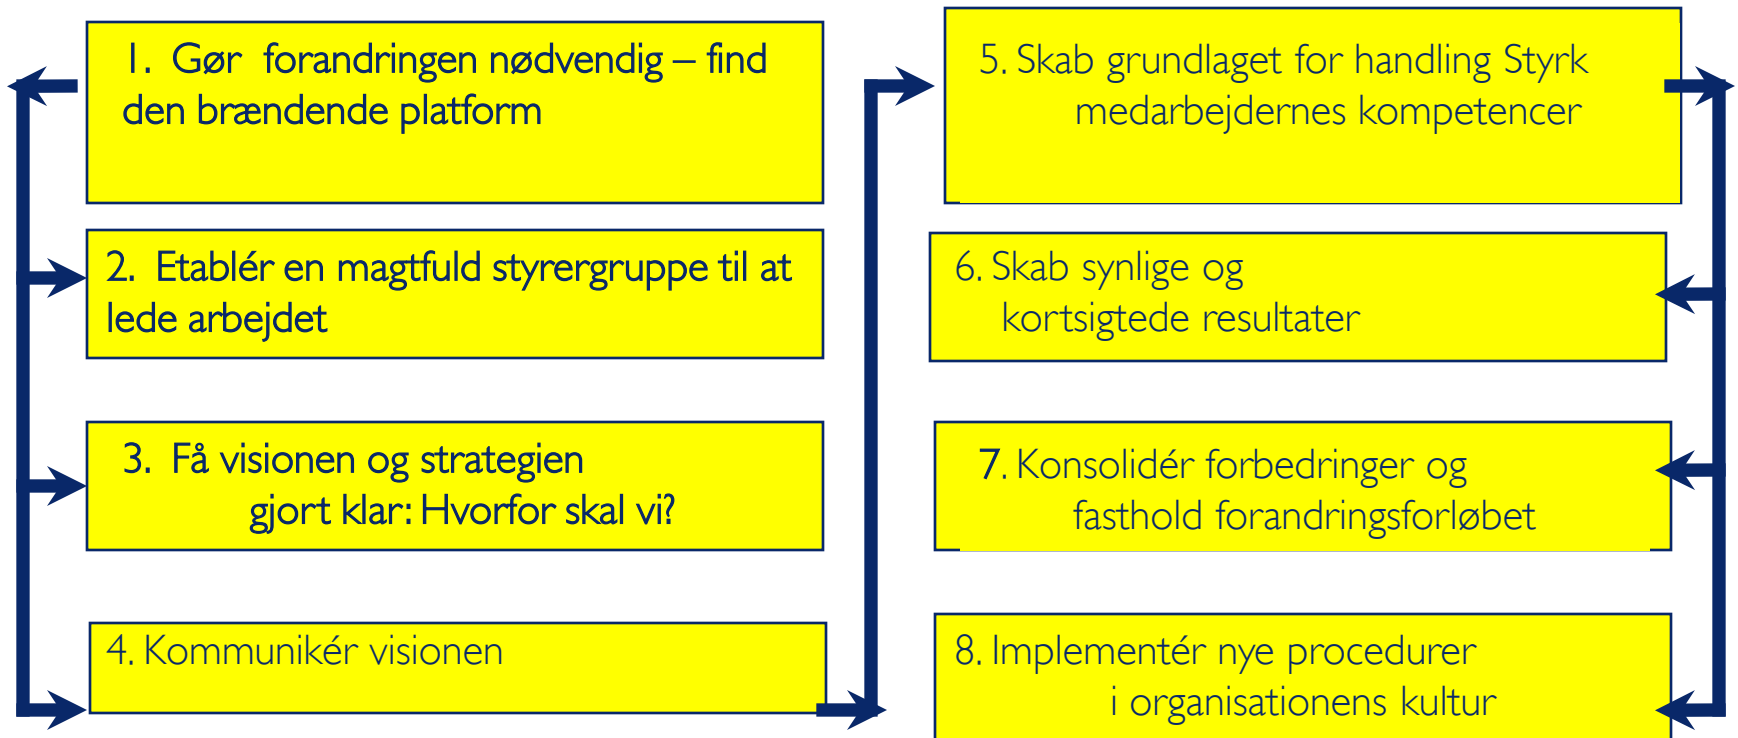 1. Gør forandringen nødvendig – find
den brændende platform
2. Etablér en magtfuld styrergruppe til at
lede arbejdet
3. Få visionen og strategien
gjort klar: Hvorfor skal vi?
4. Kommunikér visionen
5. Skab grundlaget for handling Styrk
medarbejdernes kompetencer
6. Skab synlige og
kortsigtede resultater
7. Konsolidér forbedringer og
fasthold forandringsforløbet
8. Implementér nye procedurer
i organisationens kultur